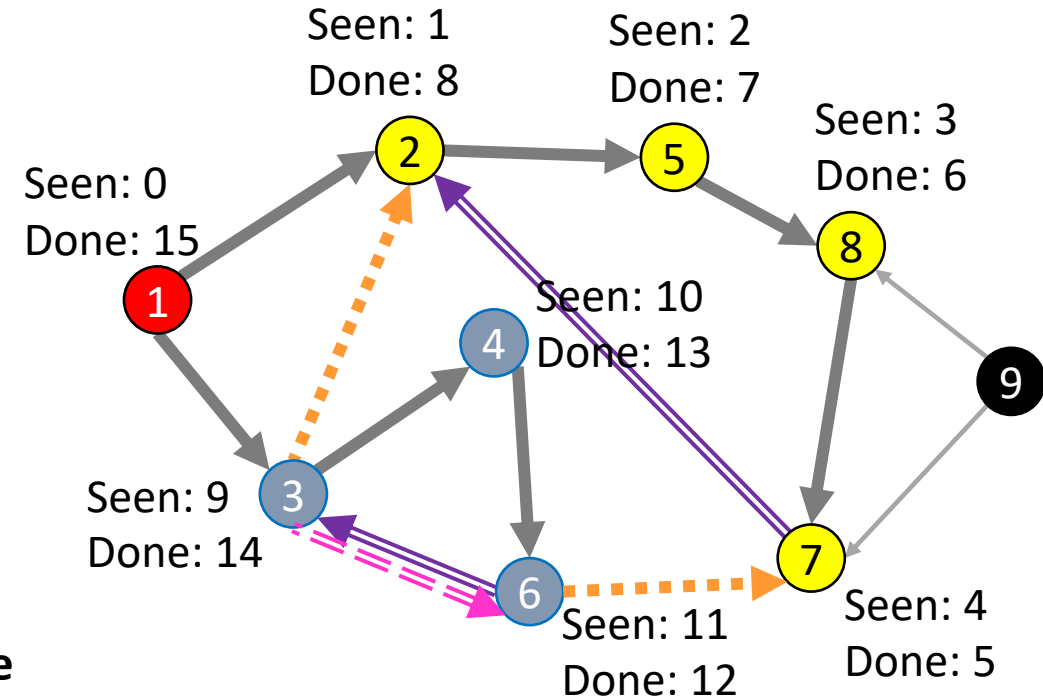 Seen: 1
Done: 8
Seen: 2
Done: 7
Seen: 3
Done: 6
Seen: 0
Done: 15
2
5
8
1
Seen: 10
Done: 13
4
9
Seen: 9
Done: 14
3
6
7
Seen: 11
Done: 12
Seen: 4
Done: 5
e